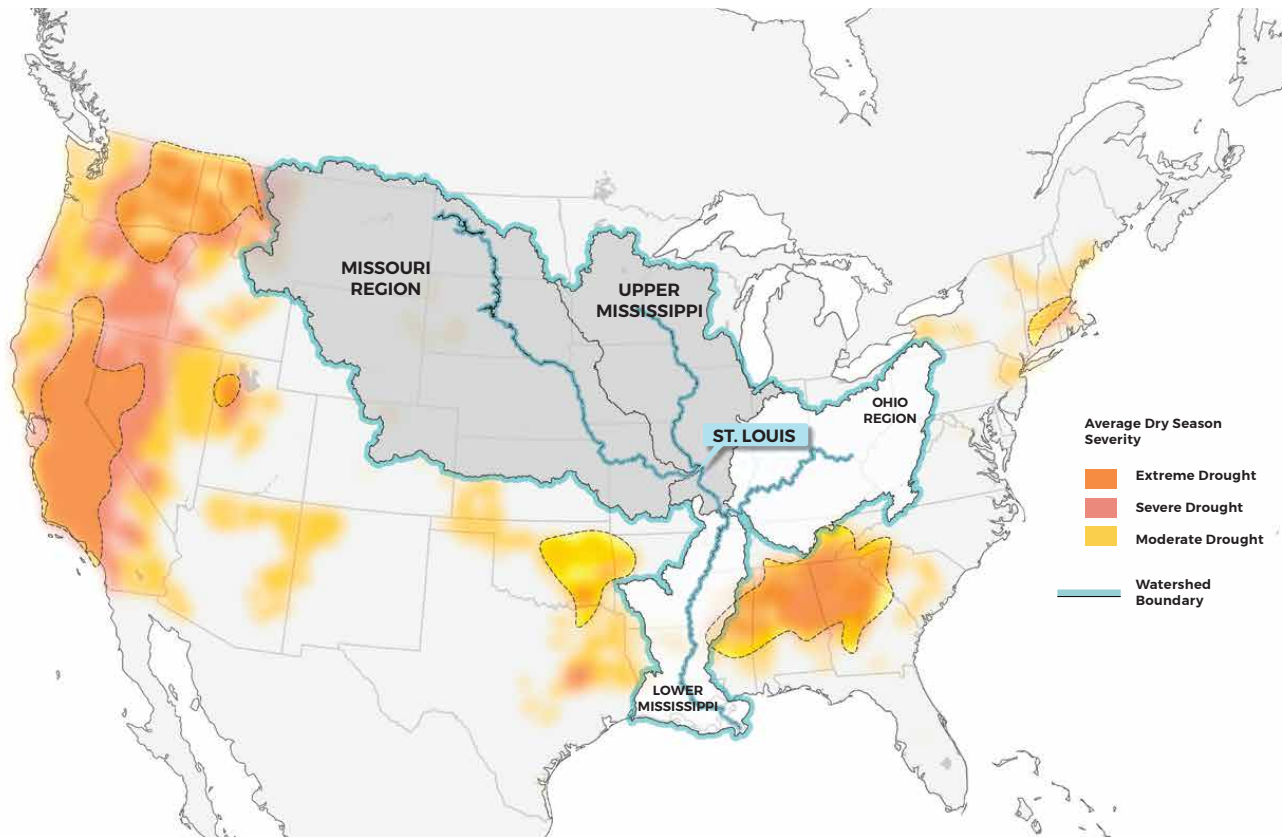 MISSOURI
REGION
UPPER
MISSISSIPPI
OHIO
REGION
ST. LOUIS
LOWER
MISSISSIPPI
Average Dry Season
Severity
Extreme Drought
Severe Drought
Moderate Drought
Watershed
Boundary